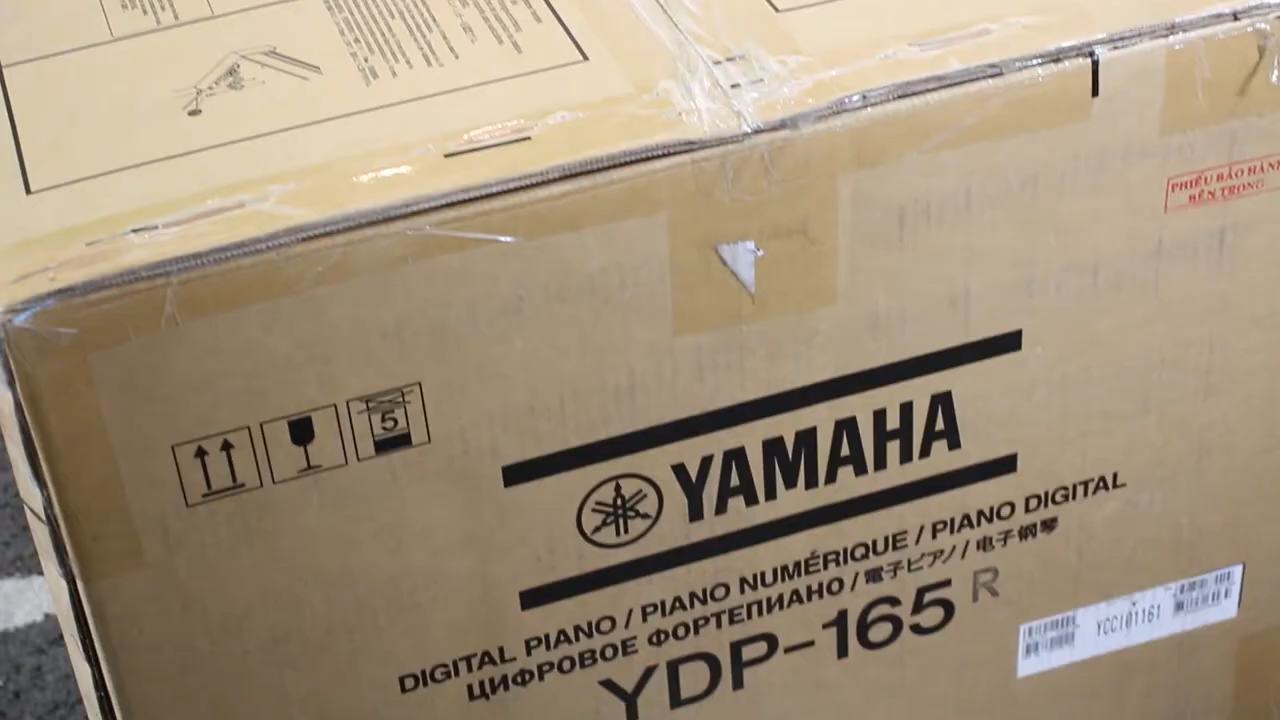 PHIẾU BẢO HÀNH
BÊN TRONG
5
YAMAHA
DIGITAL PIANO / PIANO NUMÉRIQUE / PIANO DIGITAL
ЦИФРОВОЕ ФОРТЕПИАНО / 電子ピアノ / 电子钢琴
YDP-165 R
YCCI01161